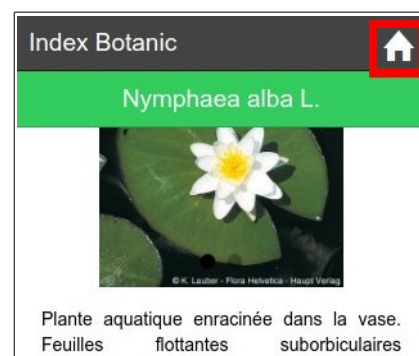 Index Botanic
Nymphaea alba L.
© K. Lauber - Flora Helvetica - Haupt Verlag
Plante aquatique enracinée dans la vase.
Feuilles flottantes suborbiculaires